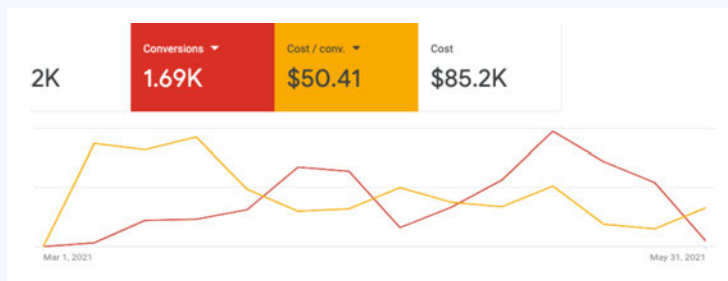 Conversions
Cost / conv.
Cost
2K
1.69K
$50.41
$85.2K
Mar 1, 2021
May 31, 2021